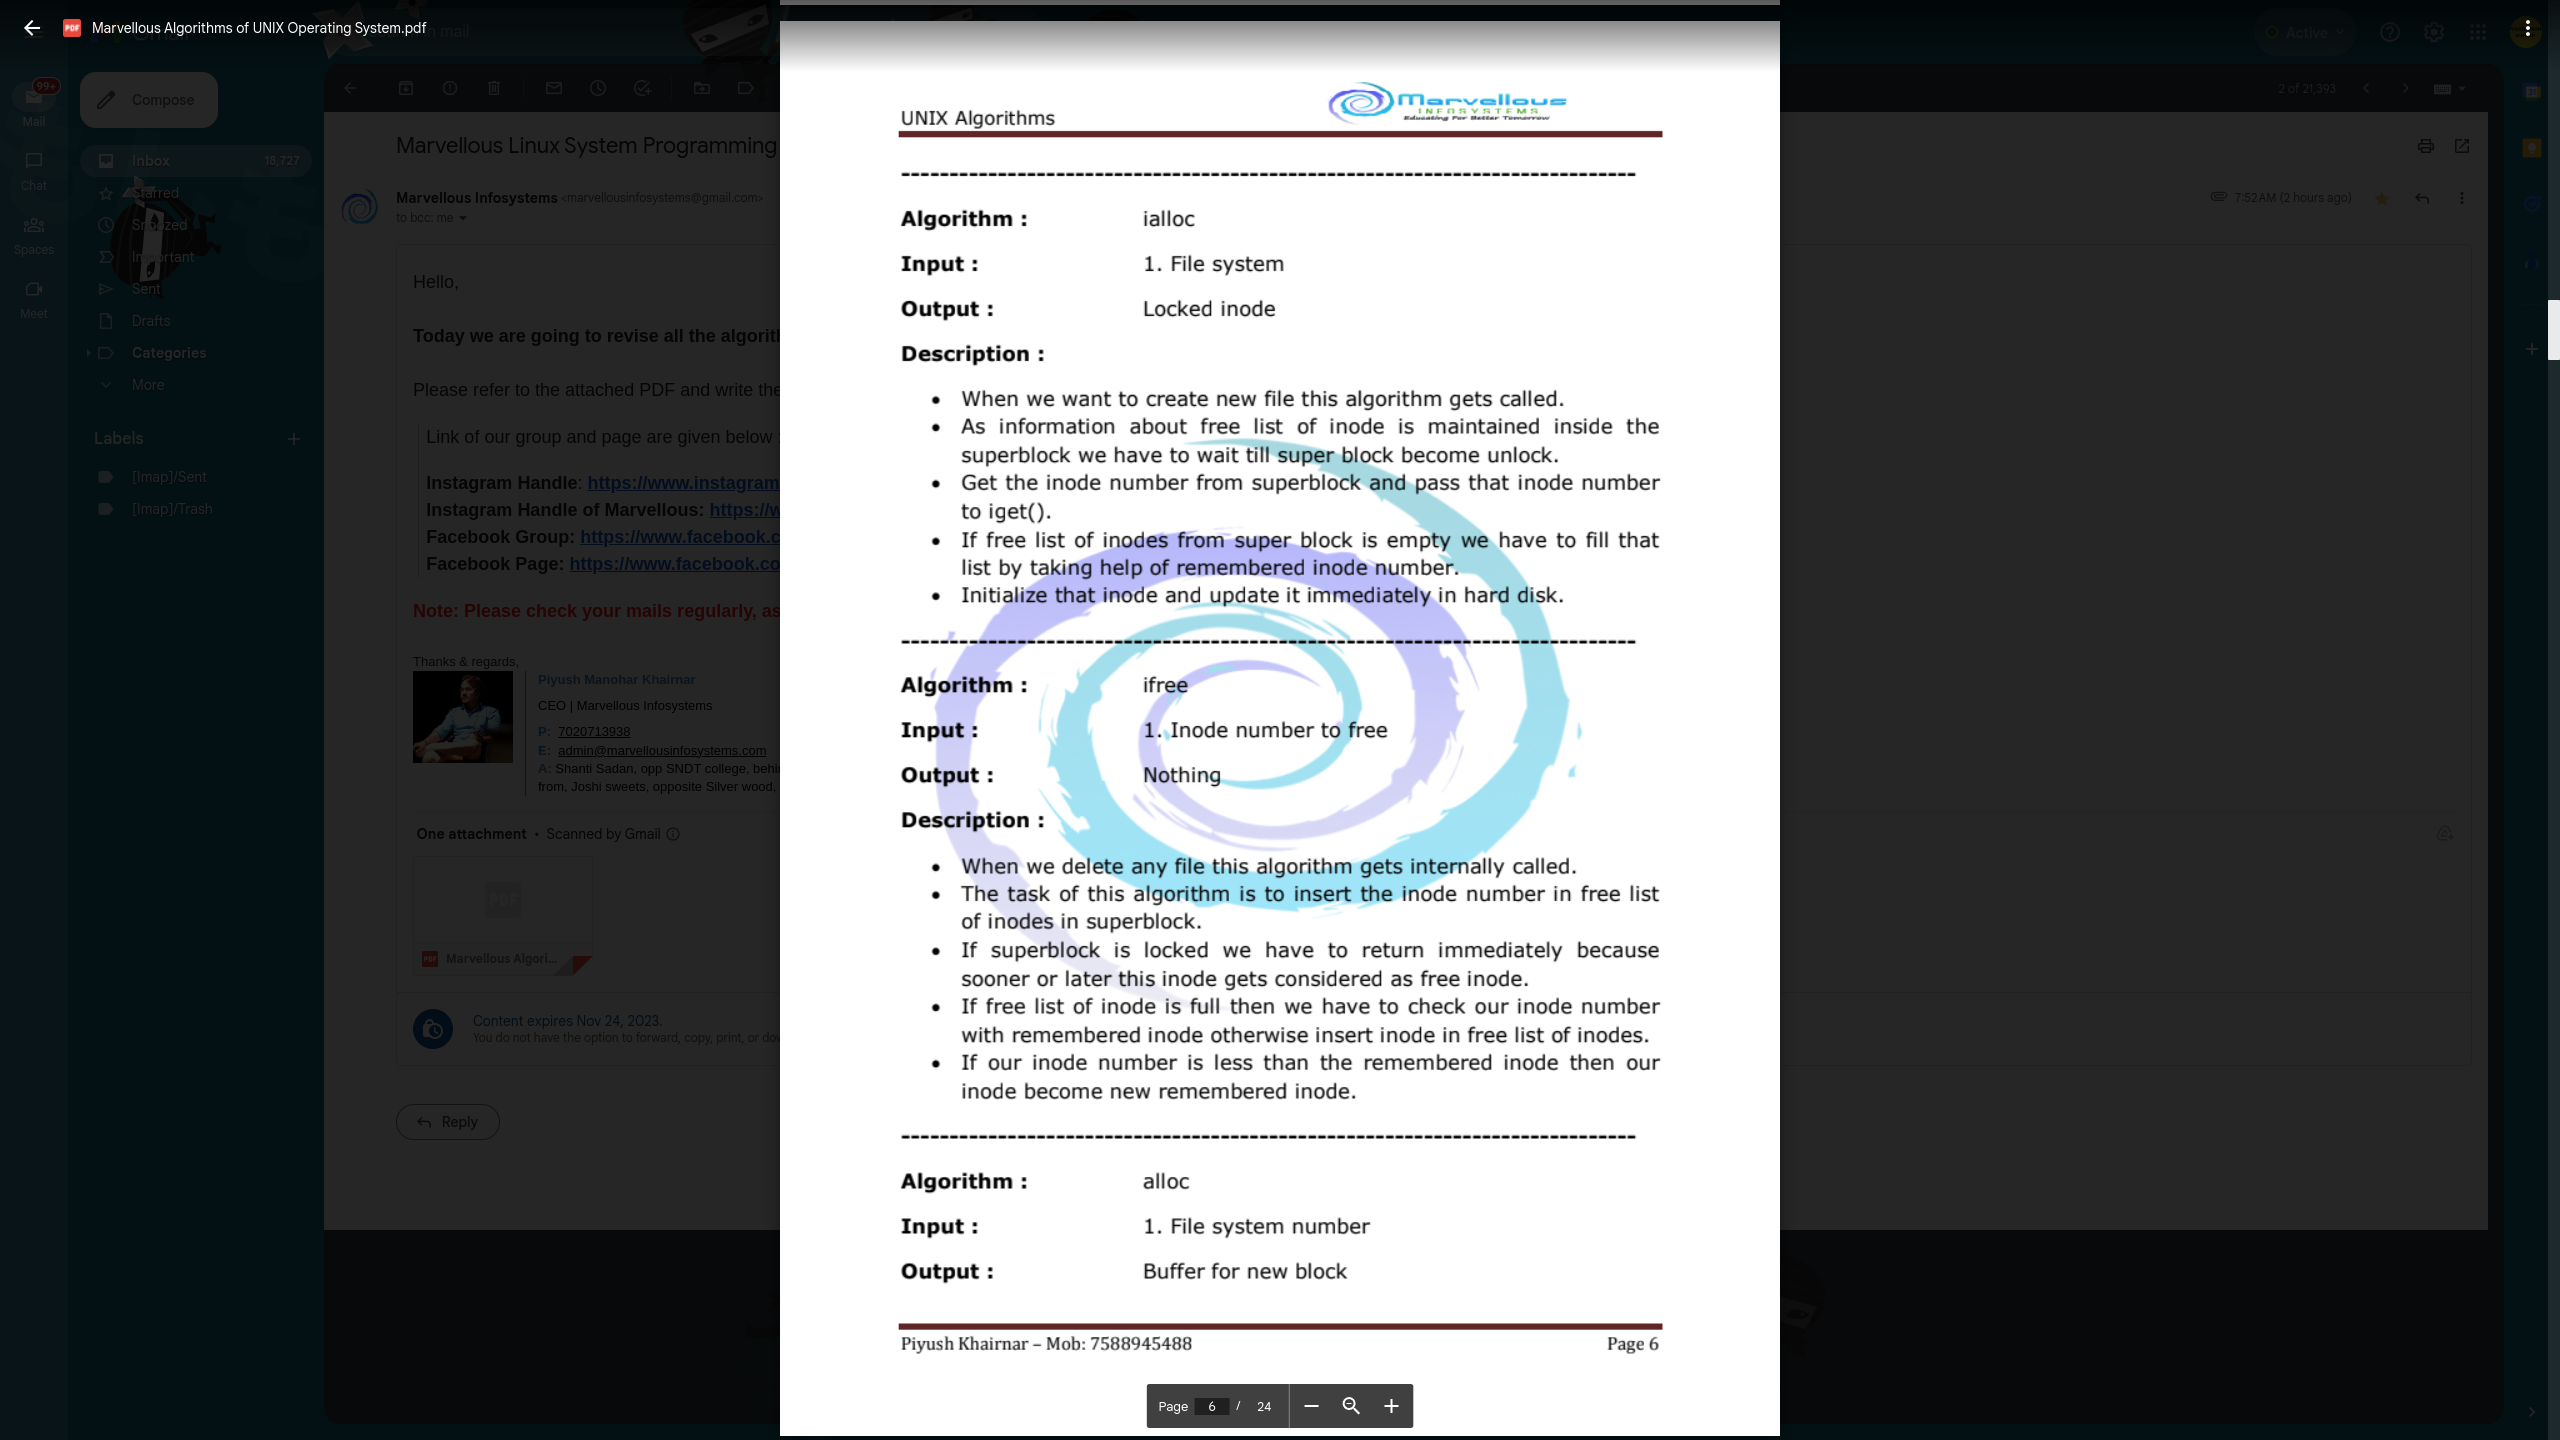 Marvellous Algorithms of UNIX Operating System.pdf
mail
Active
99+
Mail
Chat
Spaces
Meet
Compose
Inbox 18,727
Starred
Snoozed
Important
Sent
Drafts
Categories
More
Labels
[Imap]/Sent
[Imap]/Trash
2 of 21,393
Marvellous Linux System Programming
Marvellous Infosystems <marvellousinfosystems@gmail.com>
to bcc: me
7:52 AM (2 hours ago)
Hello,
Today we are going to revise all the
Please refer to the attached PDF and write
Link of our group and page are given below
Instagram Handle: https://www.instagram
Instagram Handle of Marvellous: https://w
Facebook Group: https://www.facebook.c
Facebook Page: https://www.facebook.co
Note: Please check your mails regularly, as
Thanks & regards,
Piyush Manohar Khairnar
CEO | Marvellous Infosystems
P: 7020713938
E: admin@marvellousinfosystems.com
A: Shanti Sadan, opp SNDT college,
from, Joshi sweets, opposite Silver wood,
One attachment • Scanned by Gmail
PDF
Marvellous Algori...
Content expires Nov 24, 2023.
You do not have the option to forward, copy, print, or
Reply
UNIX Algorithms
Marvellous
INFOSYSTEMS
Educating For Better Tomorrow
--------------------------------------------------------------------------------
Algorithm : ialloc
Input : 1. File system
Output : Locked inode
Description :
• When we want to create new file this algorithm gets called.
• As information about free list of inode is maintained inside the
superblock we have to wait till super block become unlock.
• Get the inode number from superblock and pass that inode number
to iget().
• If free list of inodes from super block is empty we have to fill that
list by taking help of remembered inode number.
• Initialize that inode and update it immediately in hard disk.
--------------------------------------------------------------------------------
Algorithm : ifree
Input : 1. Inode number to free
Output : Nothing
Description :
• When we delete any file this algorithm gets internally called.
• The task of this algorithm is to insert the inode number in free list
of inodes in superblock.
• If superblock is locked we have to return immediately because
sooner or later this inode gets considered as free inode.
• If free list of inode is full then we have to check our inode number
with remembered inode otherwise insert inode in free list of inodes.
• If our inode number is less than the remembered inode then our
inode become new remembered inode.
--------------------------------------------------------------------------------
Algorithm : alloc
Input : 1. File system number
Output : Buffer for new block
Piyush Khairnar – Mob: 7588945488 Page 6
Page 6 / 24